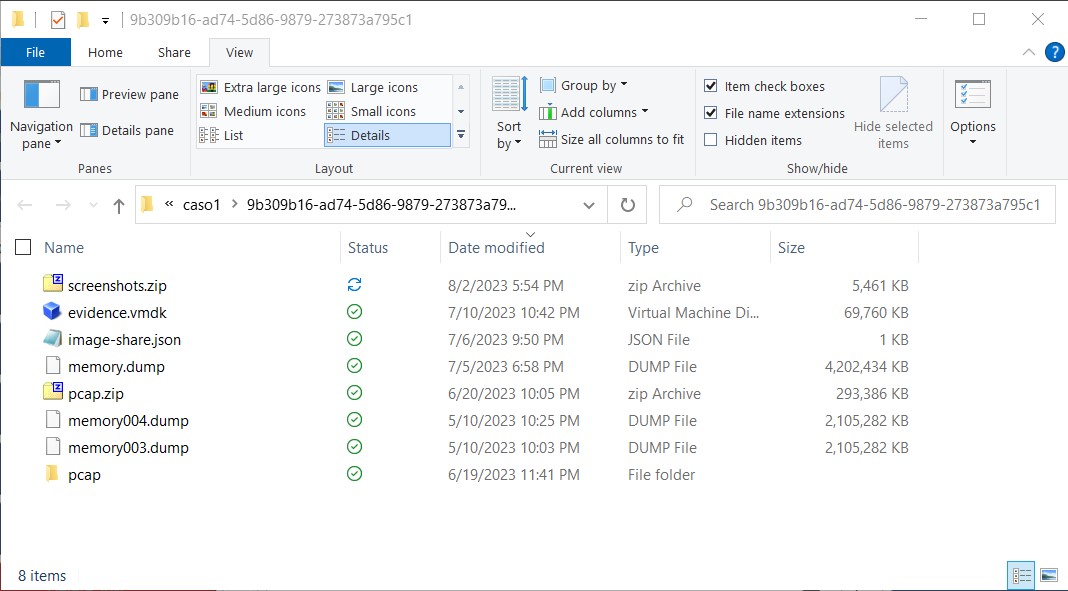 9b309b16-ad74-5d86-9879-273873a795c1
File Home Share View
Navigation pane
Preview pane
Details pane
Panes
Extra large icons Large icons
Medium icons Small icons
List Details
Layout
Sort by
Group by
Add columns
Size all columns to fit
Current view
Item check boxes
File name extensions
Hidden items
Hide selected items
Show/hide
Options
« caso1 > 9b309b16-ad74-5d86-9879-273873a79...
Search 9b309b16-ad74-5d86-9879-273873a795c1
Name Status Date modified Type Size
screenshots.zip 8/2/2023 5:54 PM zip Archive 5,461 KB
evidence.vmdk 7/10/2023 10:42 PM Virtual Machine Di... 69,760 KB
image-share.json 7/6/2023 9:50 PM JSON File 1 KB
memory.dump 7/5/2023 6:58 PM DUMP File 4,202,434 KB
pcap.zip 6/20/2023 10:05 PM zip Archive 293,386 KB
memory004.dump 5/10/2023 10:25 PM DUMP File 2,105,282 KB
memory003.dump 5/10/2023 10:03 PM DUMP File 2,105,282 KB
pcap 6/19/2023 11:41 PM File folder
8 items